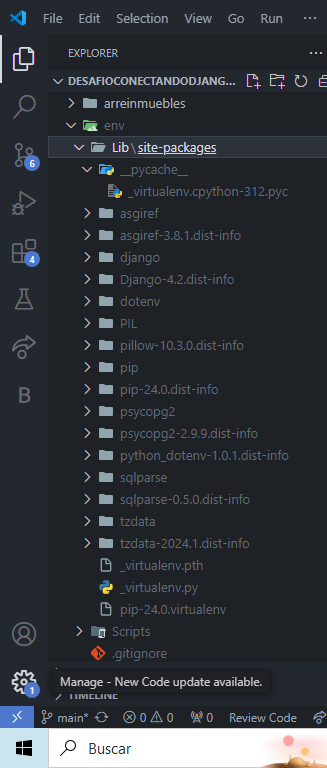 File Edit Selection View Go Run ···
EXPLORER ···
DESAFIOCONECTANDODJANG...
arreinmuebles
env
Lib\site-packages
__pycache__
_virtualenv.cpython-312.pyc
asgiref
asgiref-3.8.1.dist-info
django
Django-4.2.dist-info
dotenv
PIL
pillow-10.3.0.dist-info
pip
pip-24.0.dist-info
psycopg2
psycopg2-2.9.9.dist-info
python_dotenv-1.0.1.dist-info
sqlparse
sqlparse-0.5.0.dist-info
tzdata
tzdata-2024.1.dist-info
_virtualenv.pth
_virtualenv.py
pip-24.0.virtualenv
Scripts
.gitignore
Manage - New Code update available.
TIMELINE
6
4
B
1
main* 0 0 0 Review Code
Buscar